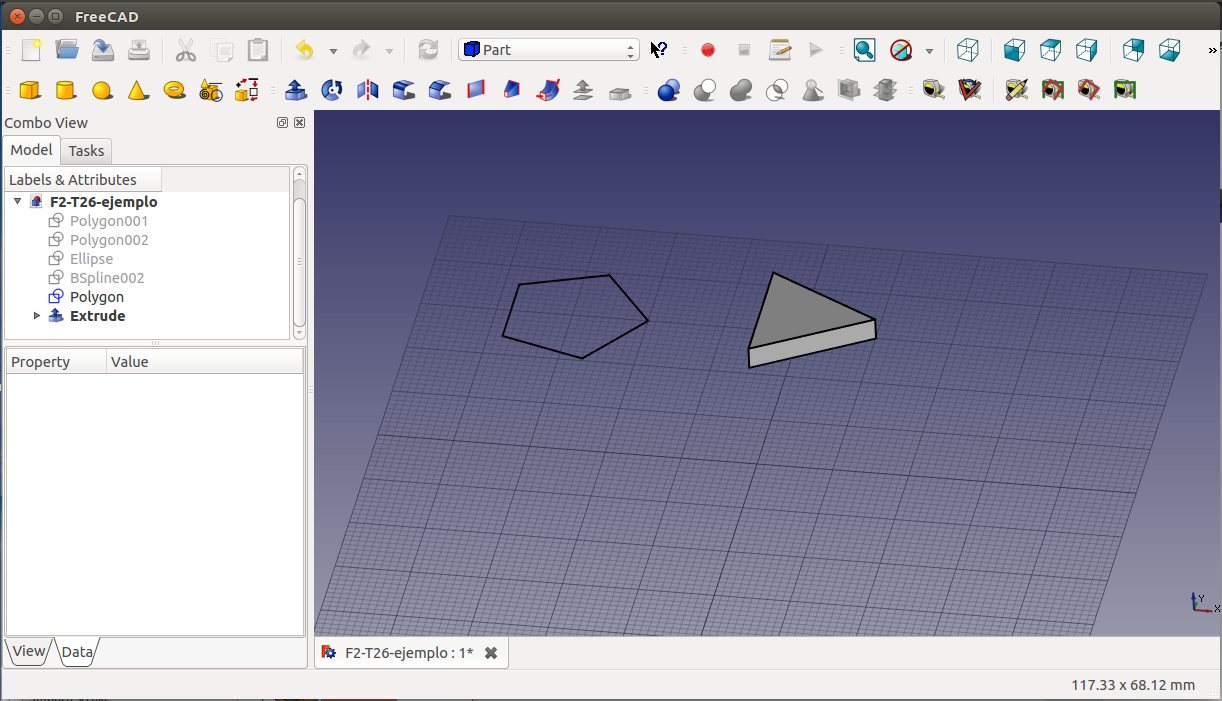 FreeCAD
Part
Combo View
Model
Tasks
Labels & Attributes
F2-T26-ejemplo
Polygon001
Polygon002
Ellipse
BSpline002
Polygon
Extrude
Property
Value
View
Data
Y
X
F2-T26-ejemplo : 1*
117.33 x 68.12 mm